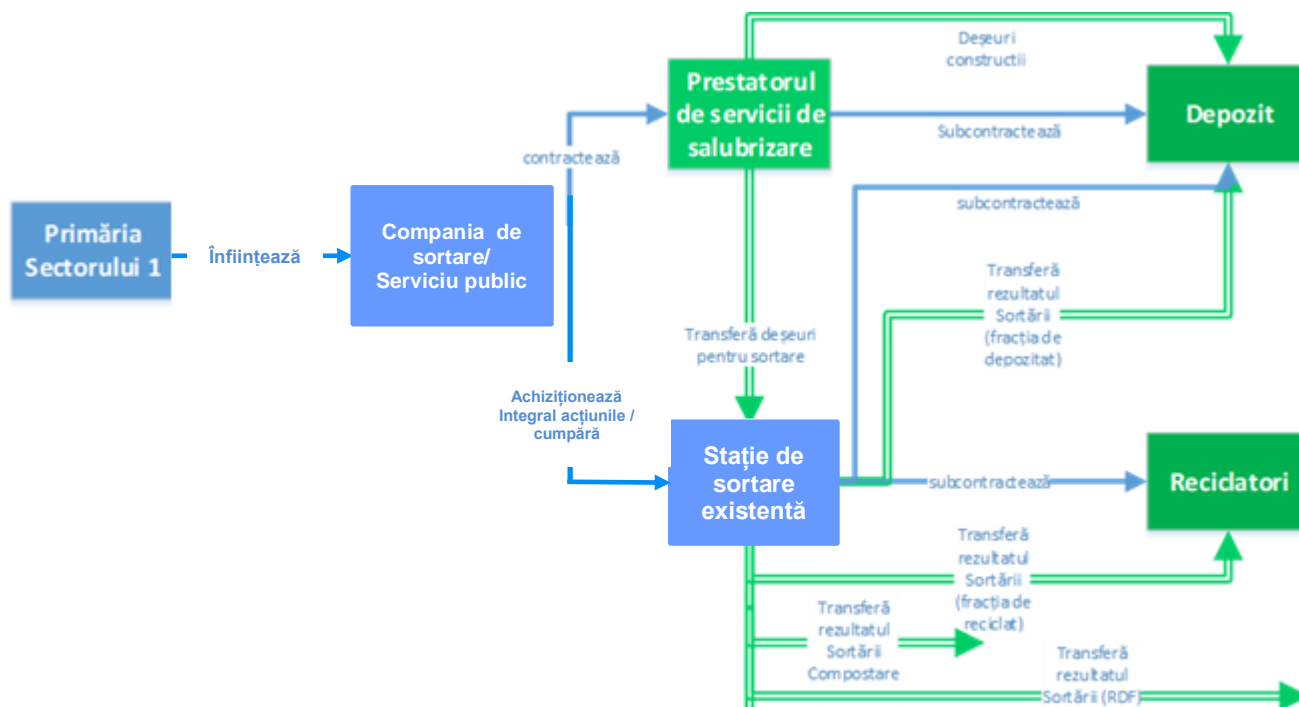 Deșeuri
constructii
Prestatorul
de servicii de
salubrizare
Depozit
Subcontractează
contractează
subcontractează
Primăria
Sectorului 1
Înființează
Compania de
sortare/
Serviciu public
Transferă
rezultatul
Sortării
(fracția de
depozitat)
Transferă deșeuri
pentru sortare
Achiziționează
Integral acțiunile /
cumpără
Stație de
sortare
existentă
subcontractează
Reciclatori
Transferă
rezultatul
Sortării
(fracția de
reciclat)
Transferă
rezultatul
Sortării
Compostare
Transferă
rezultatul
Sortării (RDF)